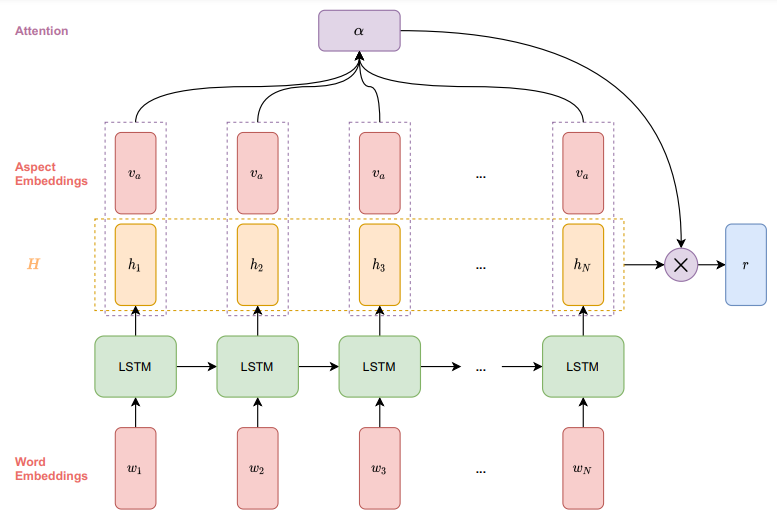 Attention
α
Aspect
Embeddings
v_a v_a v_a ... v_a
H
h_1 h_2 h_3 ... h_N
r
LSTM LSTM LSTM ... LSTM
Word
Embeddings
w_1 w_2 w_3 ... w_N